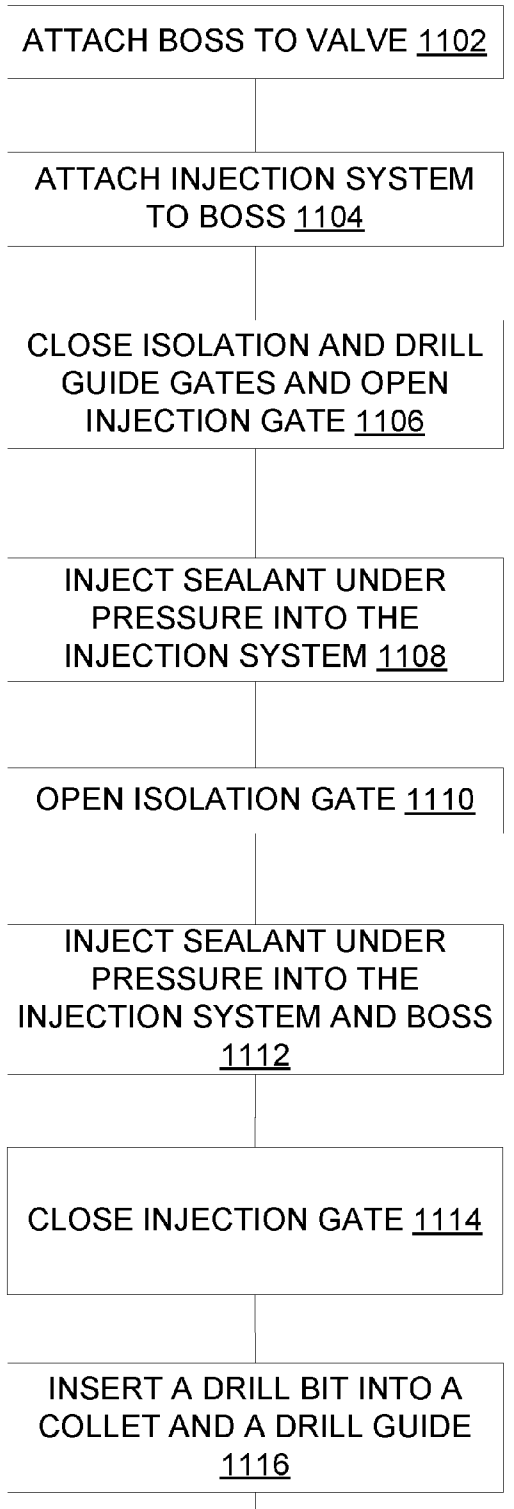 ATTACH BOSS TO VALVE 1102
ATTACH INJECTION SYSTEM
TO BOSS 1104
CLOSE ISOLATION AND DRILL
GUIDE GATES AND OPEN
INJECTION GATE 1106
INJECT SEALANT UNDER
PRESSURE INTO THE
INJECTION SYSTEM 1108
OPEN ISOLATION GATE 1110
INJECT SEALANT UNDER
PRESSURE INTO THE
INJECTION SYSTEM AND BOSS
1112
CLOSE INJECTION GATE 1114
INSERT A DRILL BIT INTO A
COLLET AND A DRILL GUIDE
1116